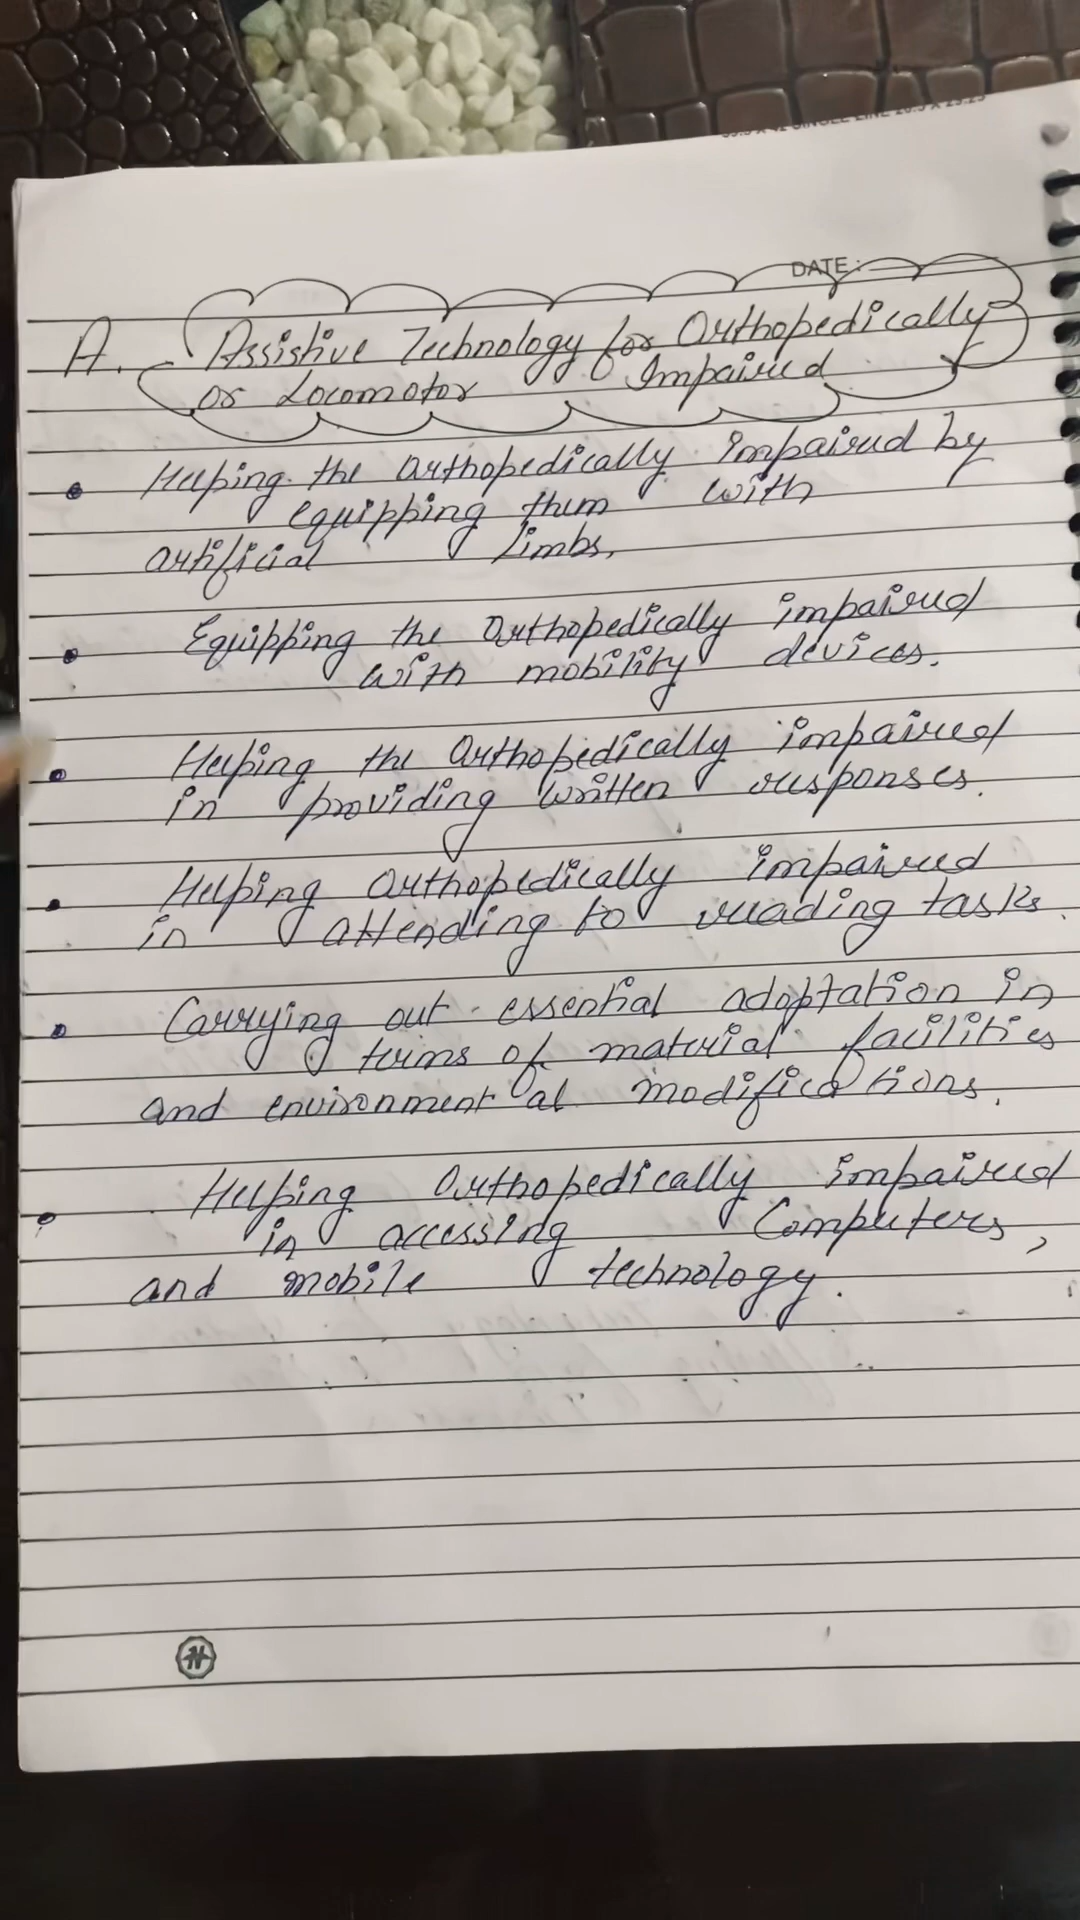 DATE:
A. Assistive Technology for Orthopedically
or Locomotor Impaired
• Helping the Orthopedically Impaired by
equipping them with
artificial limbs.
• Equipping the Orthopedically impaired
with mobility devices.
• Helping the Orthopedically impaired
in providing written responses.
• Helping Orthopedically impaired
in attending to reading tasks.
• Carrying out essential adoptation in
terms of material facilities
and environmental modifications.
• Helping Orthopedically impaired
in accessing Computers,
and mobile technology.
N